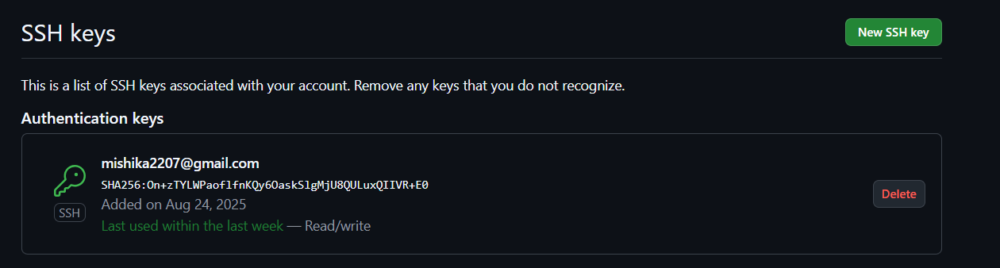 SSH keys
New SSH key
This is a list of SSH keys associated with your account. Remove any keys that you do not recognize.
Authentication keys
mishika2207@gmail.com
SHA256:On+zTYLWPaoflfnKQy6OaskSlgMjU8QULuxQIIVR+E0
SSH
Added on Aug 24, 2025
Last used within the last week — Read/write
Delete